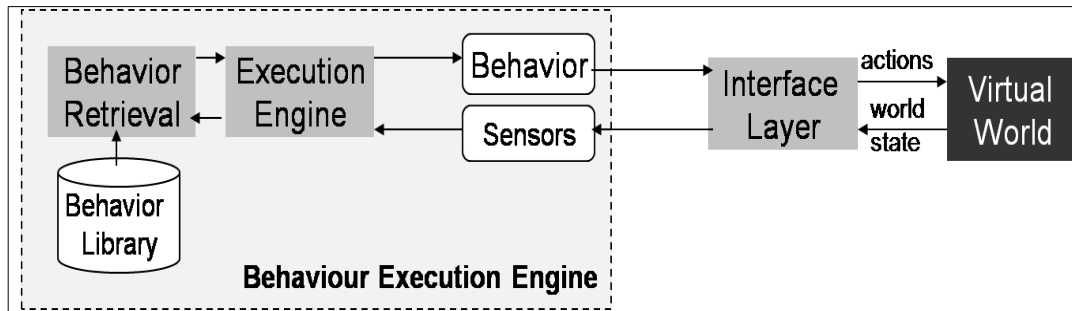 Behavior
Retrieval
Execution
Engine
Behavior
Sensors
Interface
Layer
actions
world
state
Virtual
World
Behavior
Library
Behaviour Execution Engine